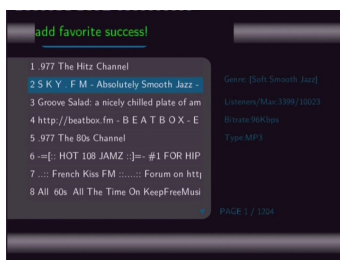 add favorite success!
1 .977 The Hitz Channel
2 S K Y . F M - Absolutely Smooth Jazz -
3 Groove Salad: a nicely chilled plate of am
4 http://beatbox.fm - B E A T B O X - E
5 .977 The 80s Channel
6 -=[:: HOT 108 JAMZ ::]=- #1 FOR HIP
7 ..:: French Kiss FM ::....:: Forum on http
8 All 60s All The Time On KeepFreeMusi
Genre: [Soft Smooth Jazz]
Listeners/Max:3399/10023
Bitrate:96Kbps
Type:MP3
PAGE 1 / 1204